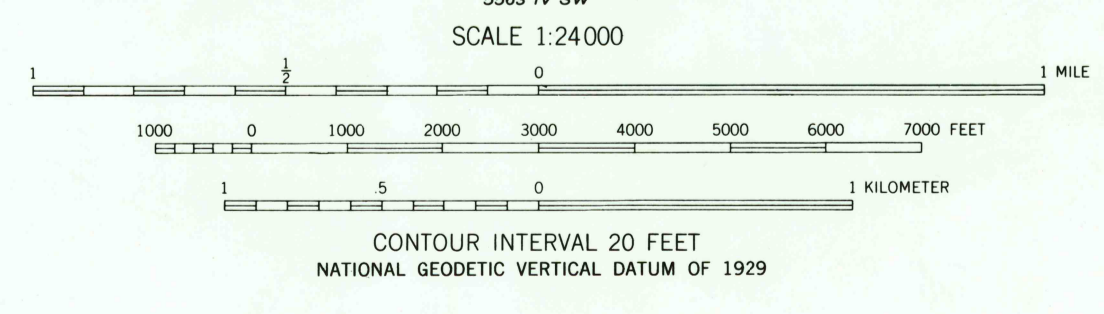 SCALE 1:24000
1 1/2 0 1 MILE
1000 0 1000 2000 3000 4000 5000 6000 7000 FEET
1 .5 0 1 KILOMETER
CONTOUR INTERVAL 20 FEET
NATIONAL GEODETIC VERTICAL DATUM OF 1929